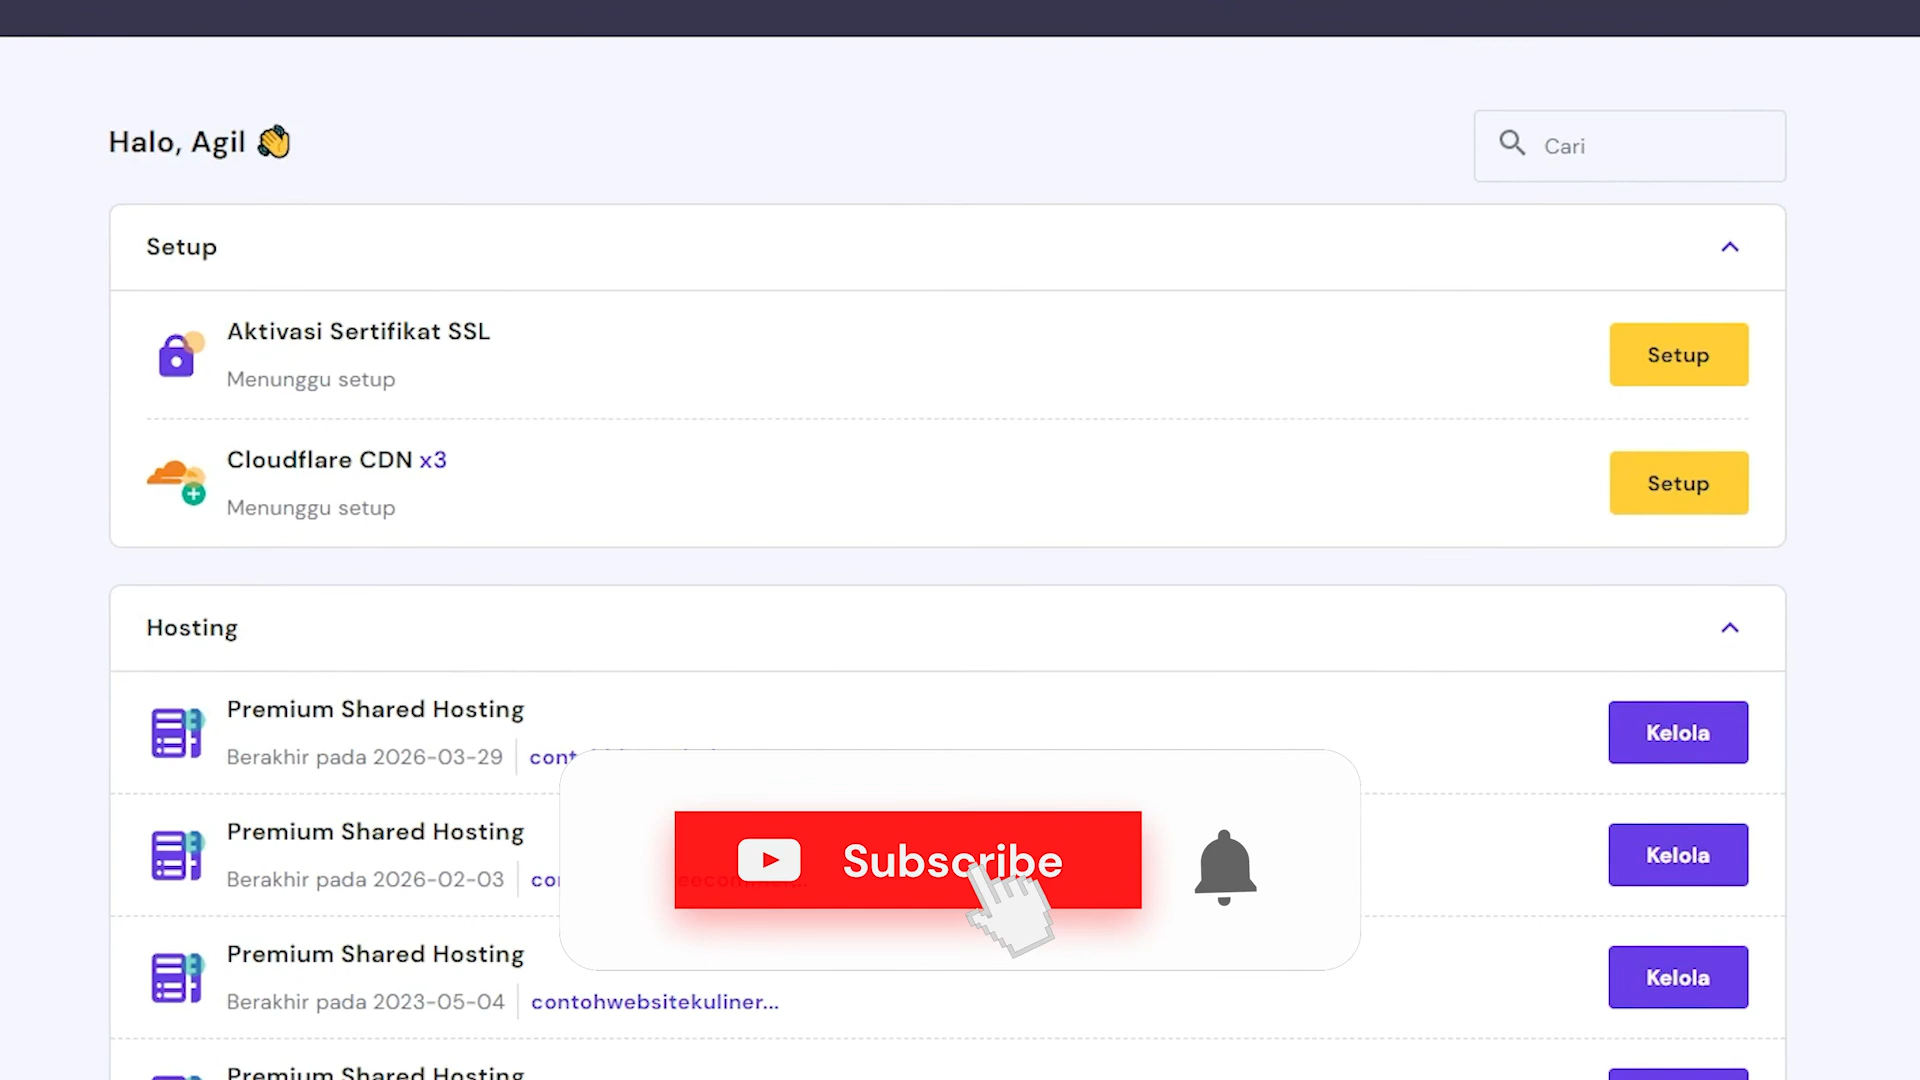 Halo, Agil
Cari
Setup
Aktivasi Sertifikat SSL
Menunggu setup
Setup
Cloudflare CDN x3
Menunggu setup
Setup
Hosting
Premium Shared Hosting
Berakhir pada 2026-03-29
Kelola
Premium Shared Hosting
Berakhir pada 2026-02-03
Kelola
Subscribe
Premium Shared Hosting
Berakhir pada 2023-05-04 contohwebsitekuliner...
Kelola
Premium Shared Hosting